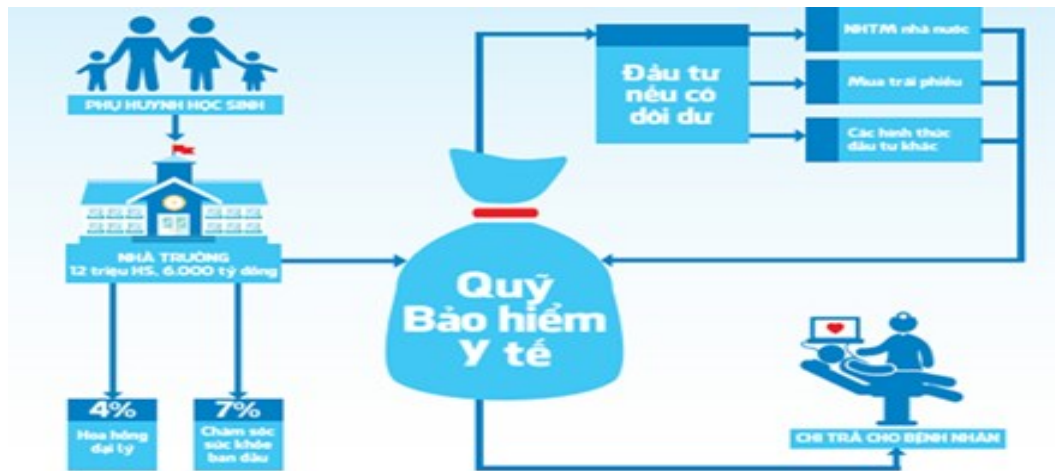 PHỤ HUYNH HỌC SINH
NHÀ TRƯỜNG
12 triệu HS, 6.000 tỷ đồng
4%
Hoa hồng
đại lý
7%
Chăm sóc
sức khỏe
ban đầu
Quỹ
Bảo hiểm
y tế
Đầu tư
nếu có
dôi dư
NHTM nhà nước
Mua trái phiếu
Các hình thức
đầu tư khác
CHI TRẢ CHO BỆNH NHÂN